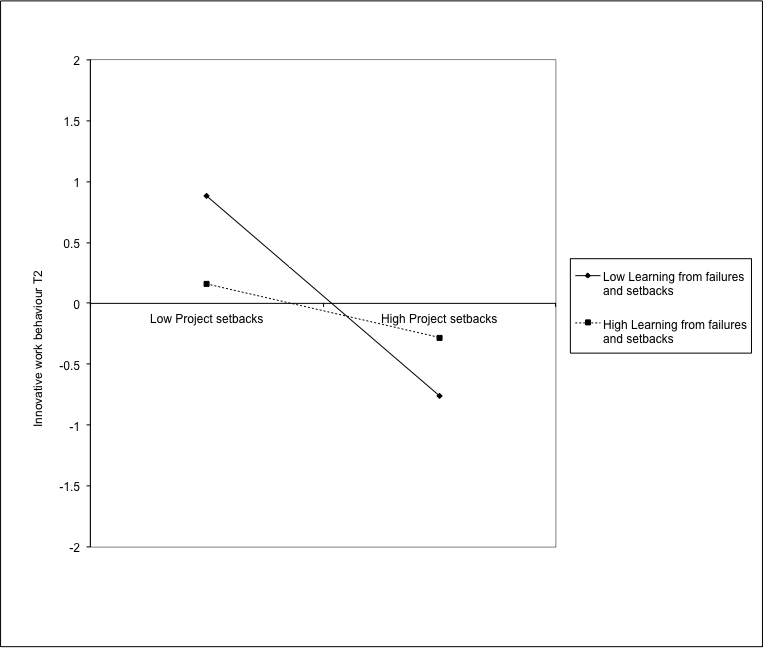 2
1.5
1
0.5
0
-0.5
-1
-1.5
-2
Innovative work behaviour T2
Low Project setbacks
High Project setbacks
Low Learning from failures
and setbacks
High Learning from failures
and setbacks